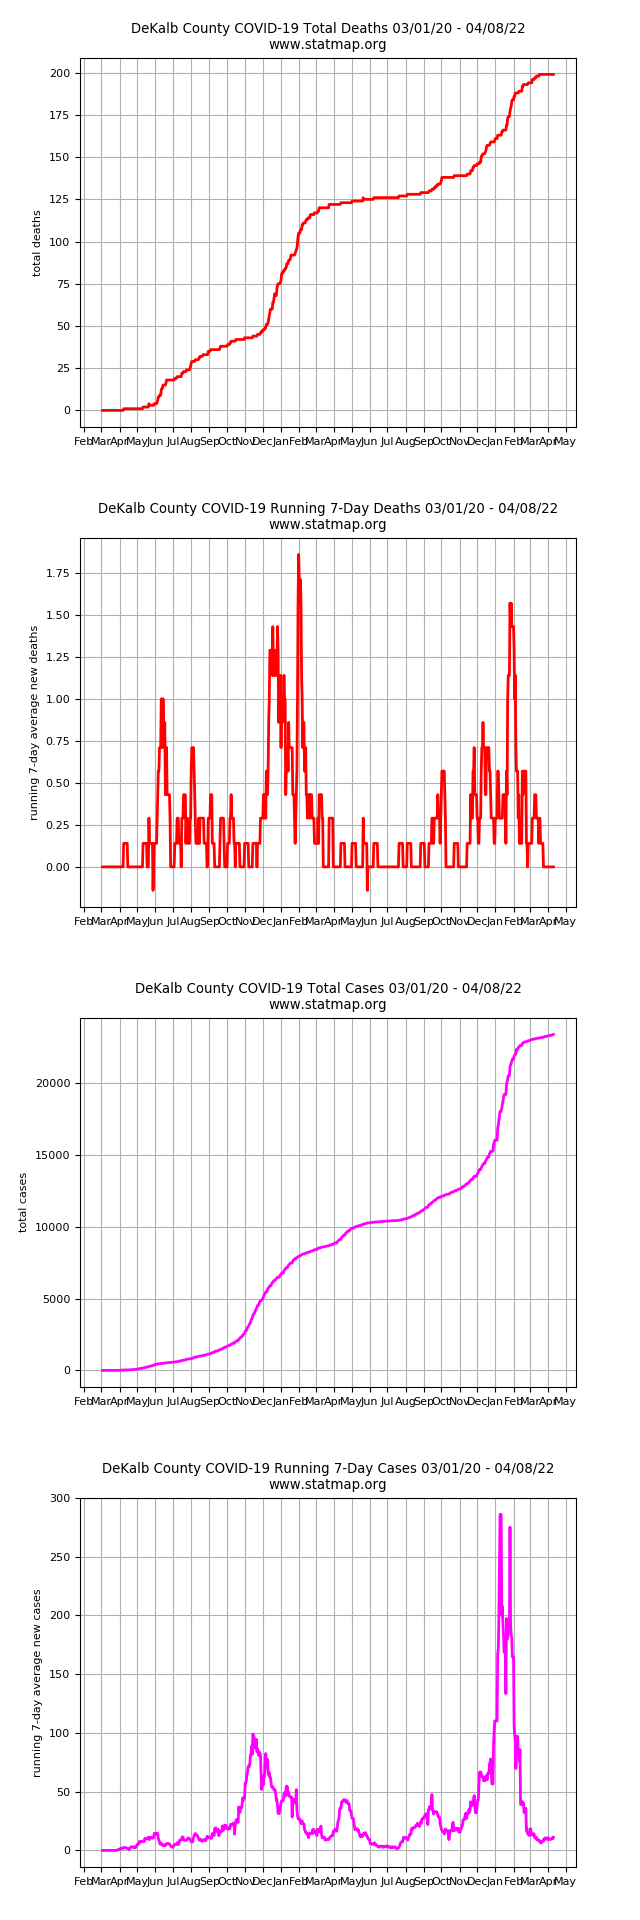 DeKalb County COVID-19 Total Deaths 03/01/20 - 04/08/22
www.statmap.org
200
175
150
125
100
75
50
25
0
total deaths
Feb Mar Apr May Jun Jul Aug Sep Oct Nov Dec Jan Feb Mar Apr May Jun Jul Aug Sep Oct Nov Dec Jan Feb Mar Apr May
DeKalb County COVID-19 Running 7-Day Deaths 03/01/20 - 04/08/22
www.statmap.org
1.75
1.50
1.25
1.00
0.75
0.50
0.25
0.00
running 7-day average new deaths
Feb Mar Apr May Jun Jul Aug Sep Oct Nov Dec Jan Feb Mar Apr May Jun Jul Aug Sep Oct Nov Dec Jan Feb Mar Apr May
DeKalb County COVID-19 Total Cases 03/01/20 - 04/08/22
www.statmap.org
20000
15000
10000
5000
0
total cases
Feb Mar Apr May Jun Jul Aug Sep Oct Nov Dec Jan Feb Mar Apr May Jun Jul Aug Sep Oct Nov Dec Jan Feb Mar Apr May
DeKalb County COVID-19 Running 7-Day Cases 03/01/20 - 04/08/22
www.statmap.org
300
250
200
150
100
50
0
running 7-day average new cases
Feb Mar Apr May Jun Jul Aug Sep Oct Nov Dec Jan Feb Mar Apr May Jun Jul Aug Sep Oct Nov Dec Jan Feb Mar Apr May